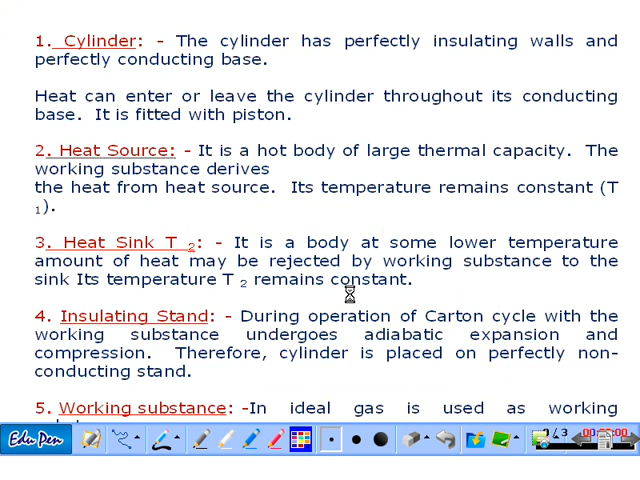 1. Cylinder: - The cylinder has perfectly insulating walls and
perfectly conducting base.
Heat can enter or leave the cylinder throughout its conducting
base. It is fitted with piston.
2. Heat Source: - It is a hot body of large thermal capacity. The
working substance derives
the heat from heat source. Its temperature remains constant (T
1).
3. Heat Sink T 2: - It is a body at some lower temperature
amount of heat may be rejected by working substance to the
sink Its temperature T 2 remains constant.
4. Insulating Stand: - During operation of Carton cycle with the
working substance undergoes adiabatic expansion and
compression. Therefore, cylinder is placed on perfectly non-
conducting stand.
5. Working substance: -In ideal gas is used as working
Edu Pen
/ 3